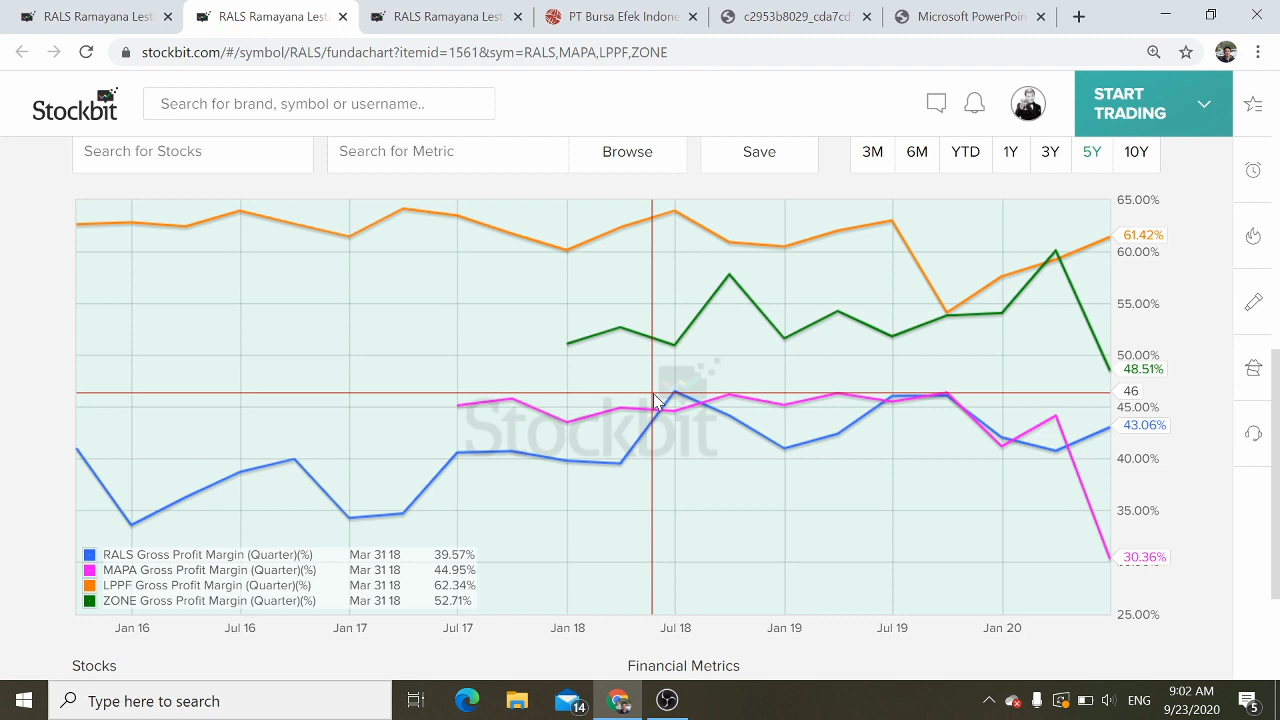 RALS Ramayana Lest
RALS Ramayana Lest
RALS Ramayana Lest
PT Bursa Efek Indone
c2953b8029_cda7cd
Microsoft PowerPoin
stockbit.com/#/symbol/RALS/fundachart?itemid=1561&sym=RALS,MAPA,LPPF,ZONE
Stockbit
Search for brand, symbol or username..
START
TRADING
Search for Stocks
Search for Metric
Browse
Save
3M
6M
YTD
1Y
3Y
5Y
10Y
65.00%
61.42%
60.00%
55.00%
50.00%
48.51%
46
45.00%
43.06%
40.00%
35.00%
30.36%
25.00%
Stockbit
RALS Gross Profit Margin (Quarter)(%) Mar 31 18 39.57%
MAPA Gross Profit Margin (Quarter)(%) Mar 31 18 44.95%
LPPF Gross Profit Margin (Quarter)(%) Mar 31 18 62.34%
ZONE Gross Profit Margin (Quarter)(%) Mar 31 18 52.71%
Jan 16
Jul 16
Jan 17
Jul 17
Jan 18
Jul 18
Jan 19
Jul 19
Jan 20
Stocks
Financial Metrics
Type here to search
14
ENG
9:02 AM
9/23/2020
5